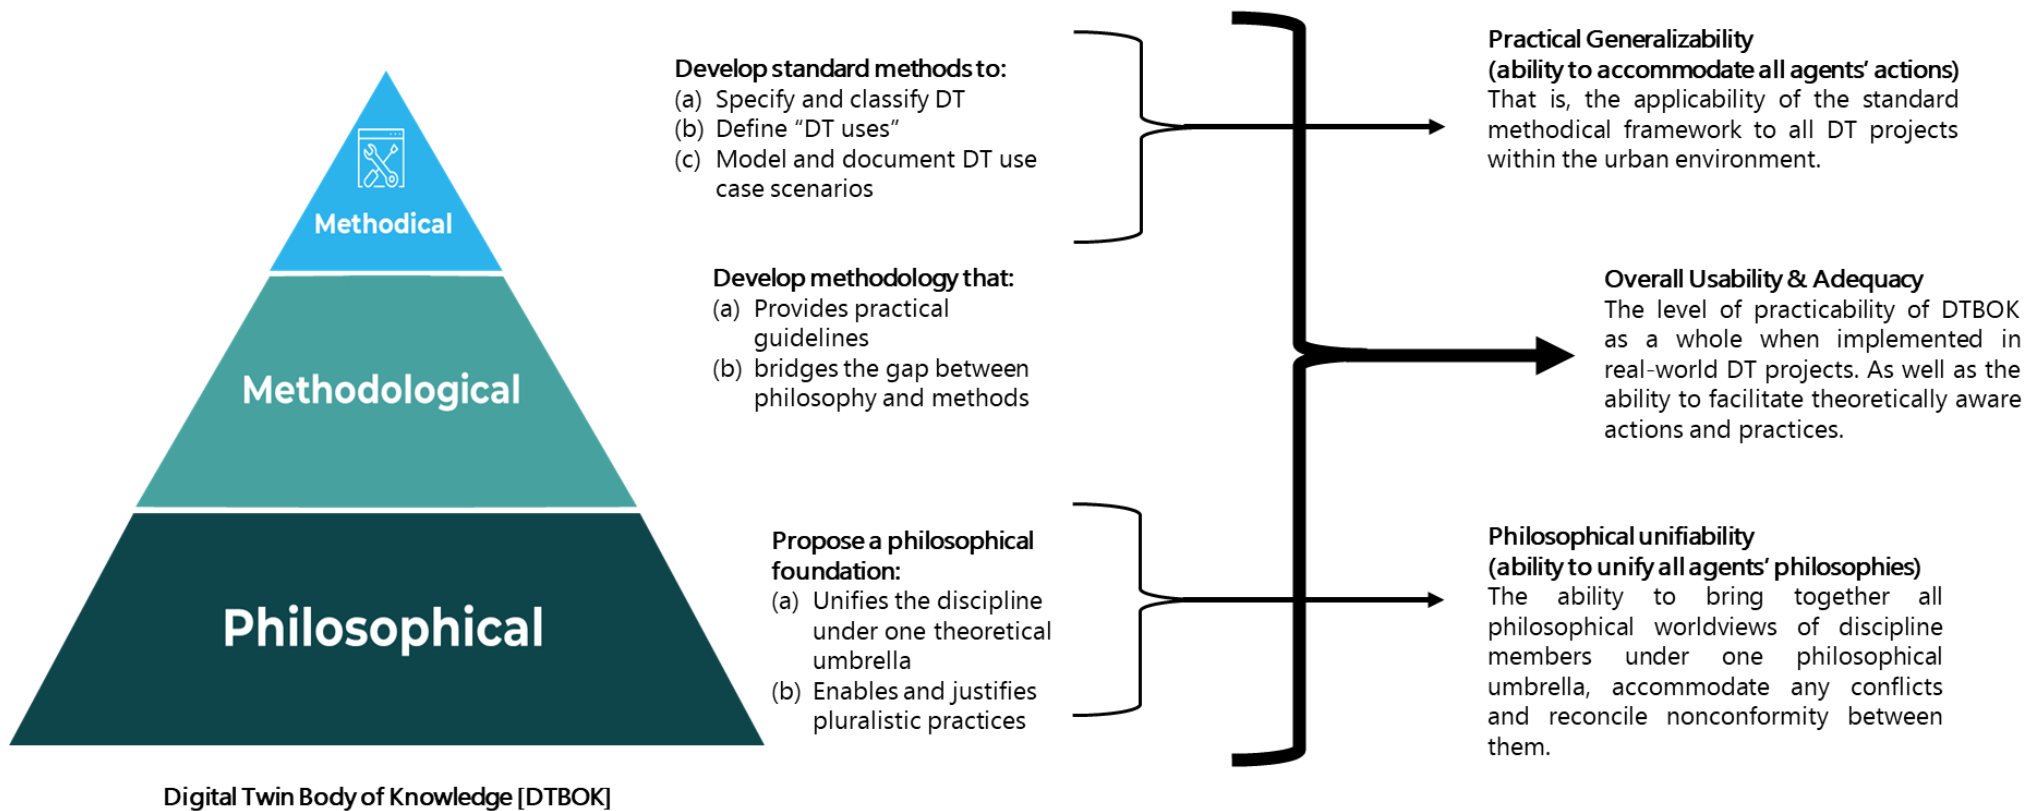 Methodical
Methodological
Philosophical
Digital Twin Body of Knowledge [DTBOK]
Develop standard methods to:
(a) Specify and classify DT
(b) Define “DT uses”
(c) Model and document DT use
case scenarios
Develop methodology that:
(a) Provides practical
guidelines
(b) bridges the gap between
philosophy and methods
Propose a philosophical
foundation:
(a) Unifies the discipline
under one theoretical
umbrella
(b) Enables and justifies
pluralistic practices
Practical Generalizability
(ability to accommodate all agents’ actions)
That is, the applicability of the standard
methodical framework to all DT projects
within the urban environment.
Overall Usability & Adequacy
The level of practicability of DTBOK
as a whole when implemented in
real-world DT projects. As well as the
ability to facilitate theoretically aware
actions and practices.
Philosophical unifiability
(ability to unify all agents’ philosophies)
The ability to bring together all
philosophical worldviews of discipline
members under one philosophical
umbrella, accommodate any conflicts
and reconcile nonconformity between
them.